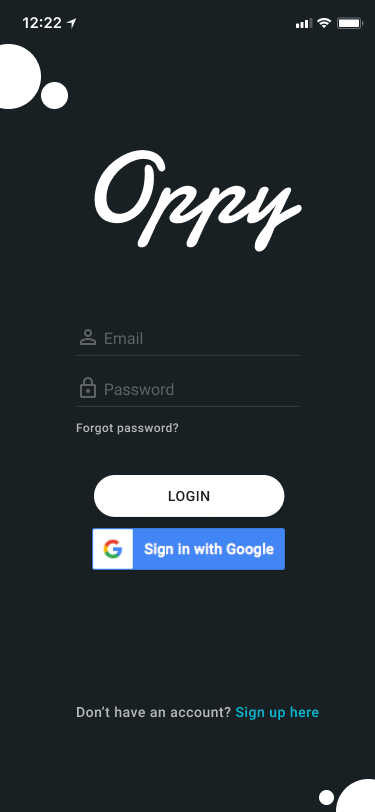 12:22
Oppy
Email
Password
Forgot password?
LOGIN
Sign in with Google
Don't have an account? Sign up here